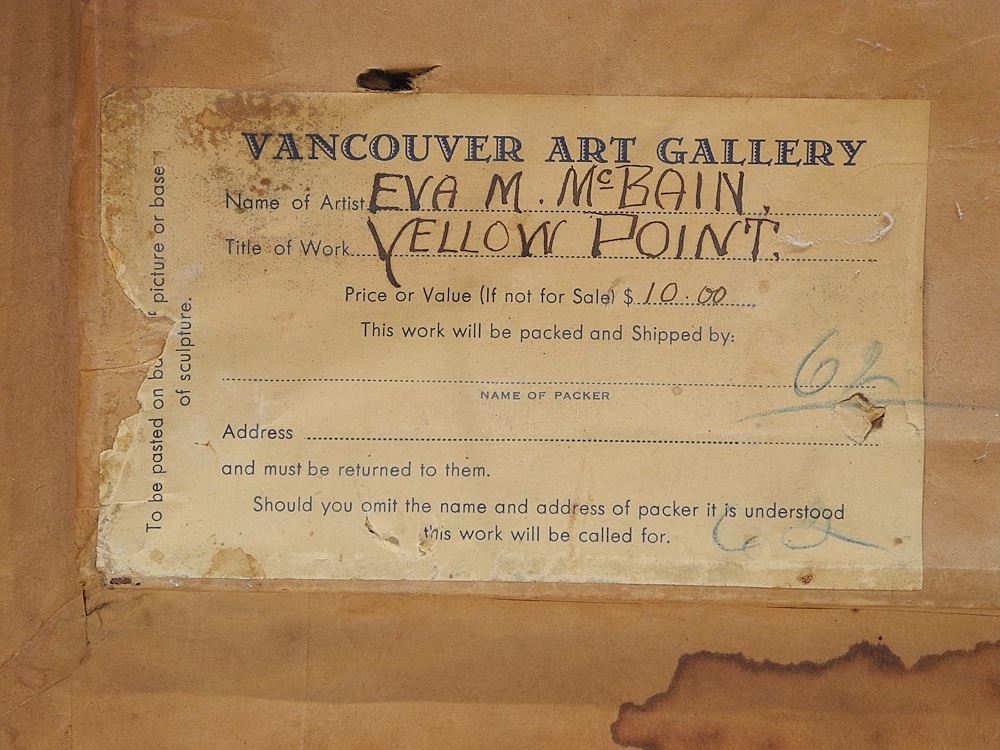 VANCOUVER ART GALLERY
Name of Artist EVA M. McBAIN.
Title of Work YELLOW POINT.
Price or Value (If not for Sale) $ 10.00
This work will be packed and Shipped by:
62
NAME OF PACKER
Address
and must be returned to them.
Should you omit the name and address of packer it is understood
this work will be called for.
62
To be pasted on picture or base
of sculpture.